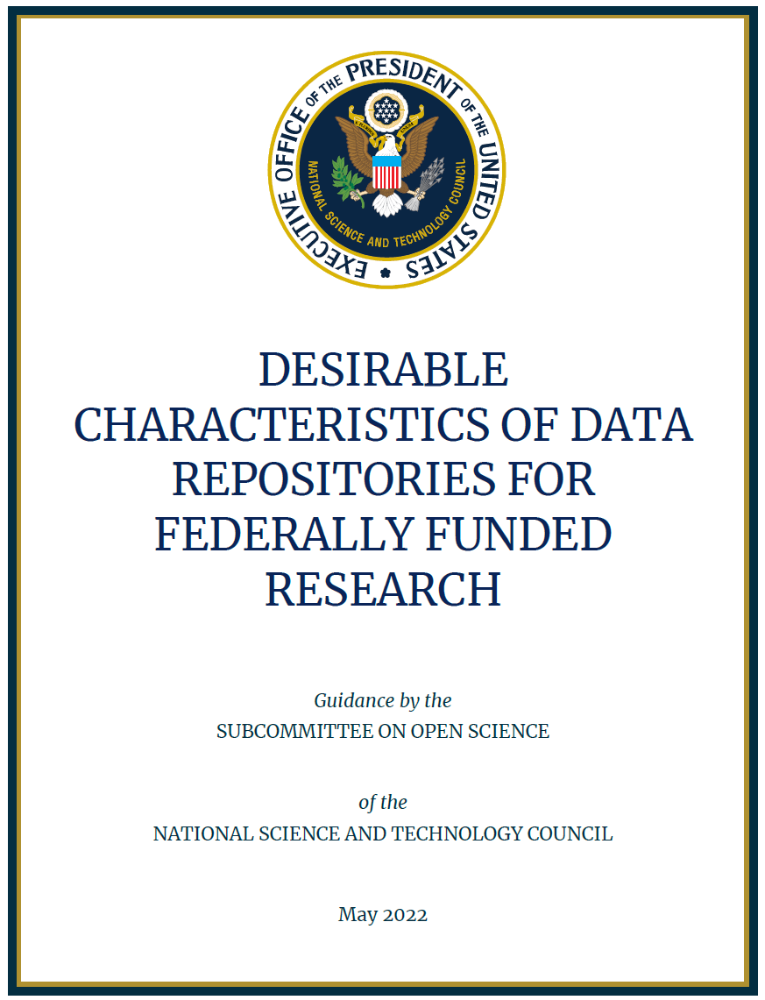 EXECUTIVE OFFICE OF THE PRESIDENT OF THE UNITED STATES
NATIONAL SCIENCE AND TECHNOLOGY COUNCIL
DESIRABLE
CHARACTERISTICS OF DATA
REPOSITORIES FOR
FEDERALLY FUNDED
RESEARCH
Guidance by the
SUBCOMMITTEE ON OPEN SCIENCE
of the
NATIONAL SCIENCE AND TECHNOLOGY COUNCIL
May 2022